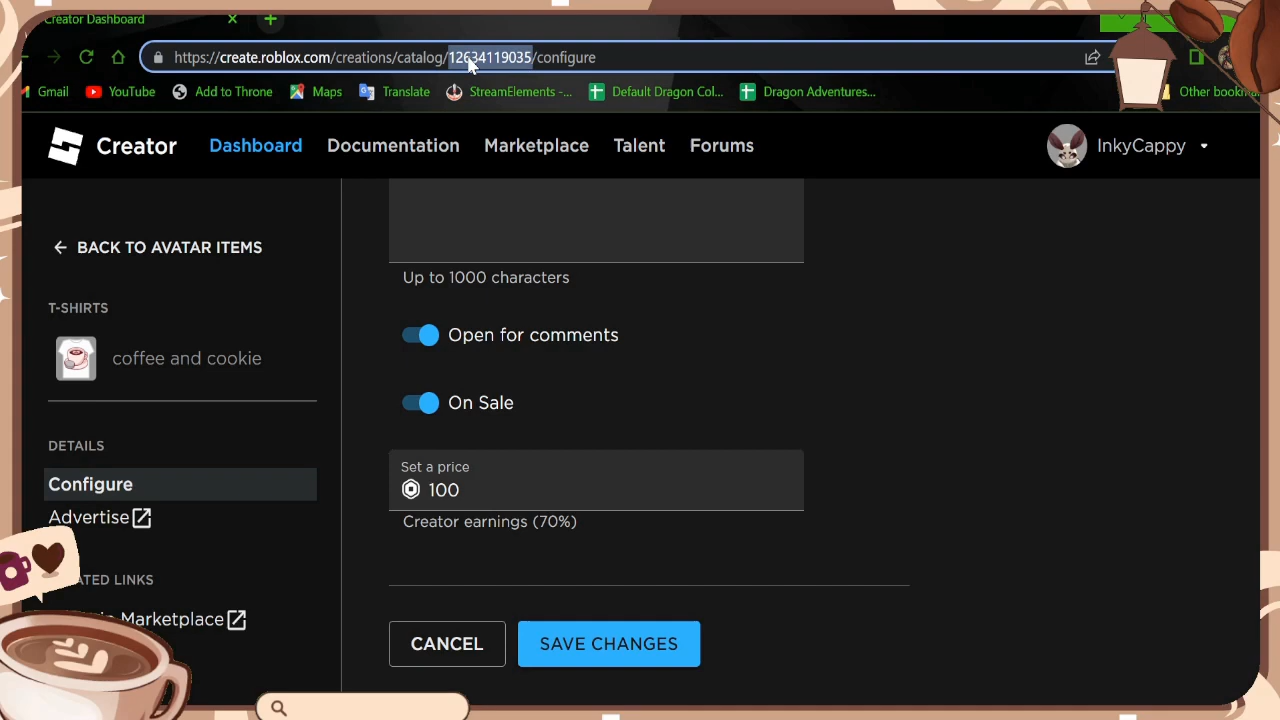 Creator Dashboard
https://create.roblox.com/creations/catalog/12634119035/configure
Gmail YouTube Add to Throne Maps Translate StreamElements -... Default Dragon Col... Dragon Adventures...
Creator Dashboard Documentation Marketplace Talent Forums InkyCappy
BACK TO AVATAR ITEMS
T-SHIRTS
coffee and cookie
DETAILS
Configure
Advertise
LINKS
Marketplace
Up to 1000 characters
Open for comments
On Sale
Set a price
100
Creator earnings (70%)
CANCEL SAVE CHANGES